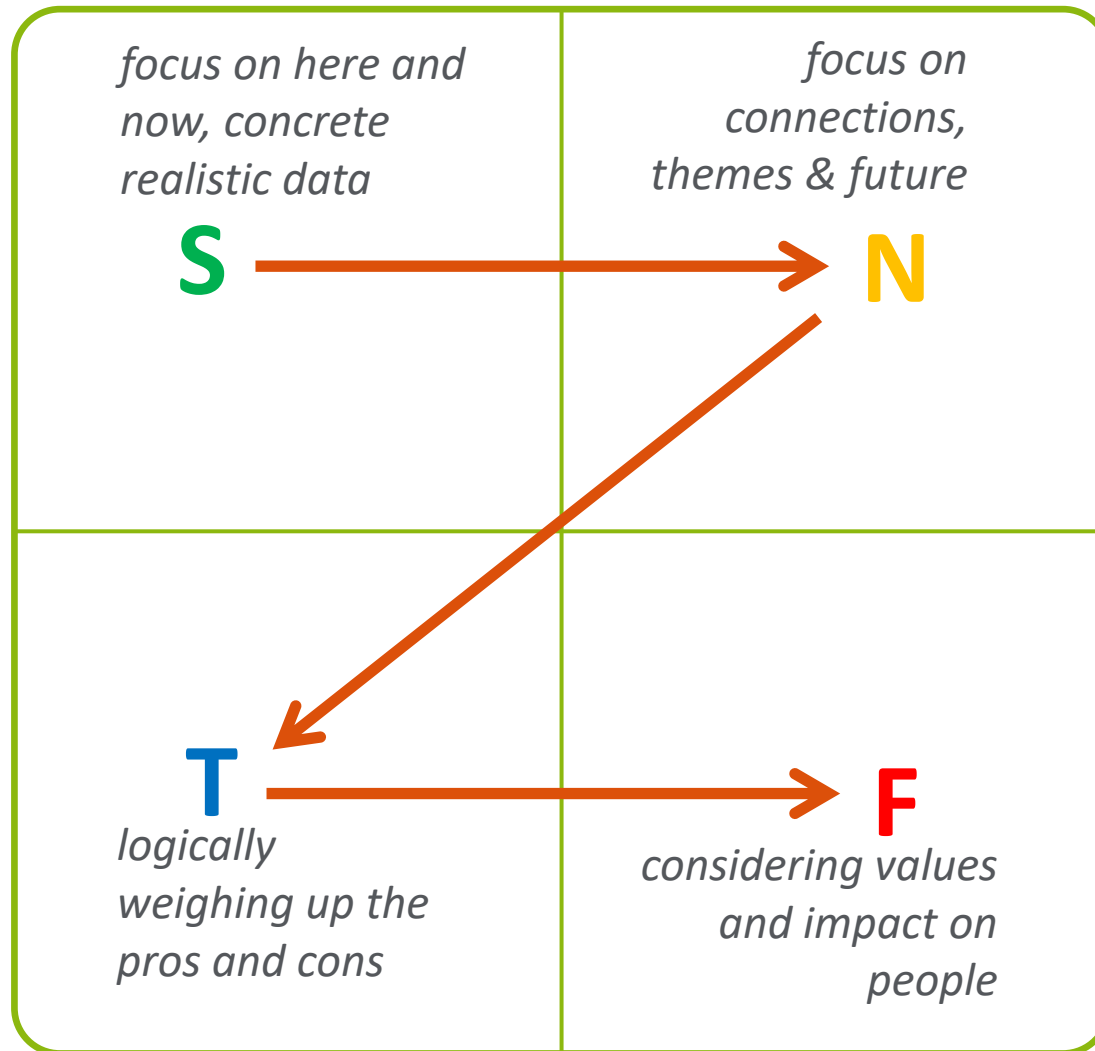 focus on here and
now, concrete
realistic data
S
focus on
connections,
themes & future
N
T
logically
weighing up the
pros and cons
F
considering values
and impact on
people